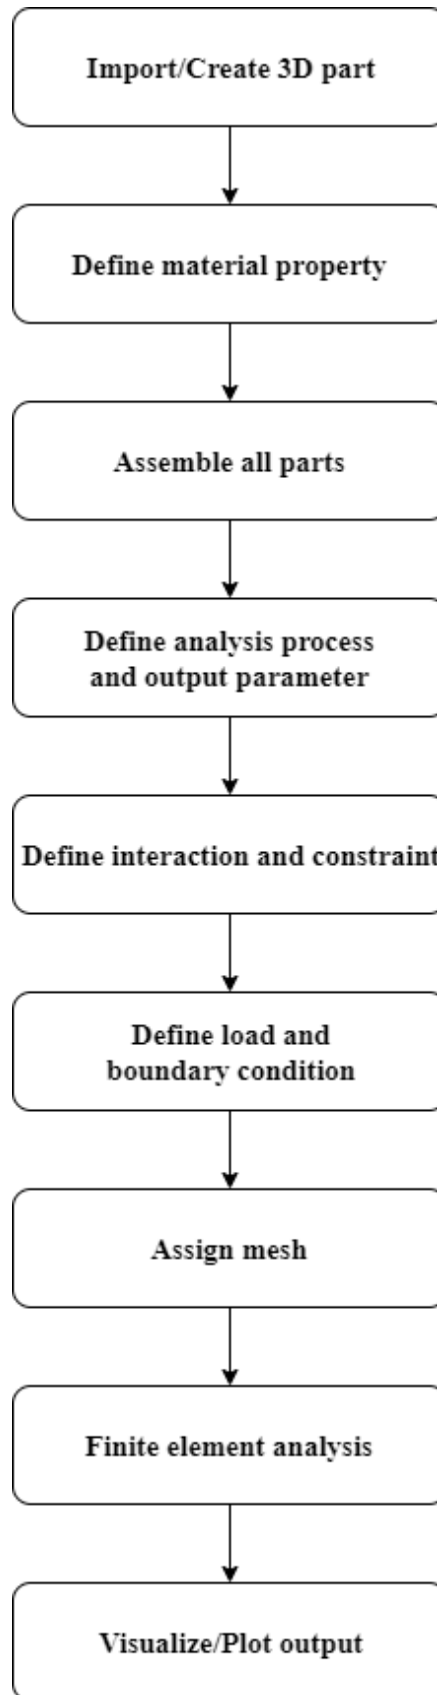 Import/Create 3D part
Define material property
Assemble all parts
Define analysis process
and output parameter
Define interaction and constraint
Define load and
boundary condition
Assign mesh
Finite element analysis
Visualize/Plot output